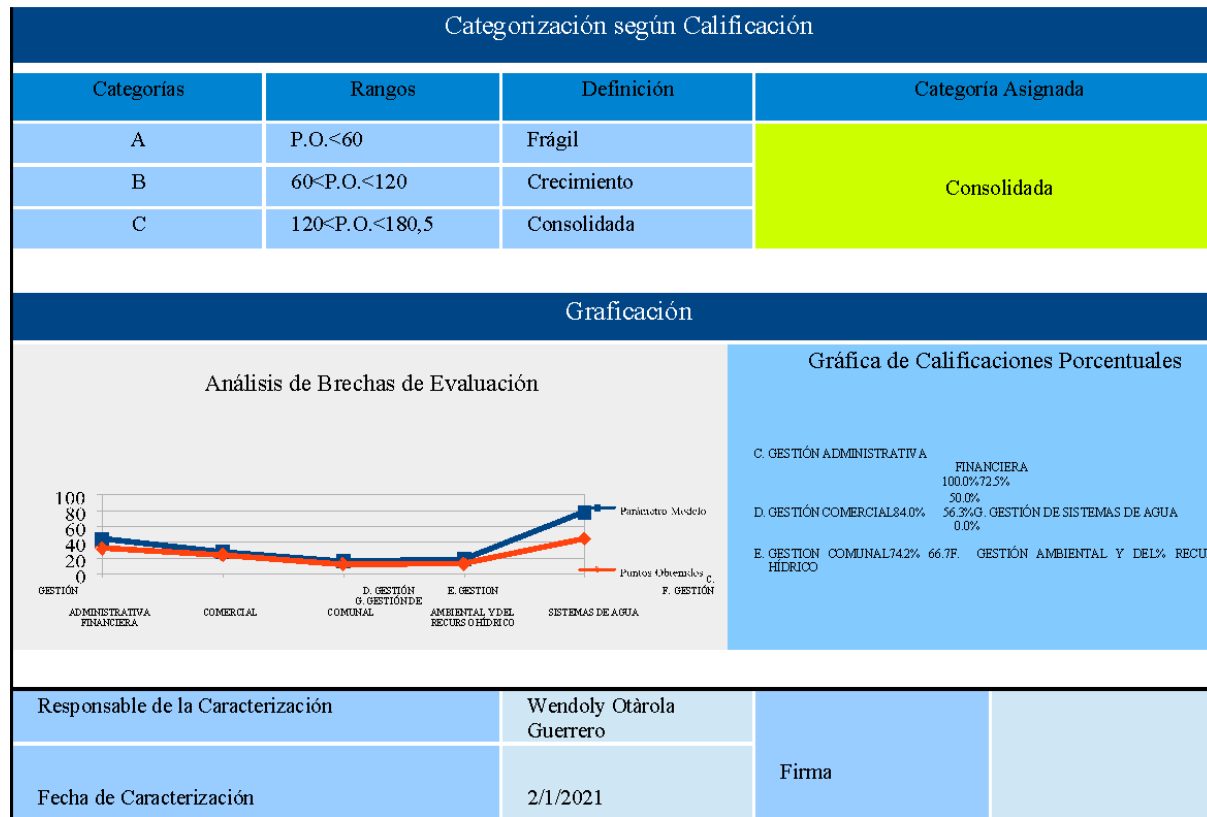 Categorización según Calificación
Categorías Rangos Definición Categoría Asignada
A P.O.<60 Frágil
B 60<P.O.<120 Crecimiento
Consolidada
C 120<P.O.<180,5 Consolidada
Graficación
Análisis de Brechas de Evaluación
100
80
60
40
20
0
Parámetro Modelo
Puntos Obtenidos
C.
GESTIÓN D. GESTIÓN E. GESTION F. GESTIÓN
G. GESTIÓN DE
ADMINISTRATIVA COMERCIAL COMUNAL AMBIENTAL Y DEL SISTEMAS DE AGUA
FINANCIERA RECURSO HÍDRICO
Gráfica de Calificaciones Porcentuales
C. GESTIÓN ADMINISTRATIVA
FINANCIERA
100.0%72.5%
50.0%
D. GESTIÓN COMERCIAL84.0% 56.3%G. GESTIÓN DE SISTEMAS DE AGUA
0.0%
E. GESTION COMUNAL74.2% 66.7F. GESTIÓN AMBIENTAL Y DEL% RECU
HÍDRICO
Responsable de la Caracterización Wendoly Otàrola
Guerrero
Firma
Fecha de Caracterización 2/1/2021